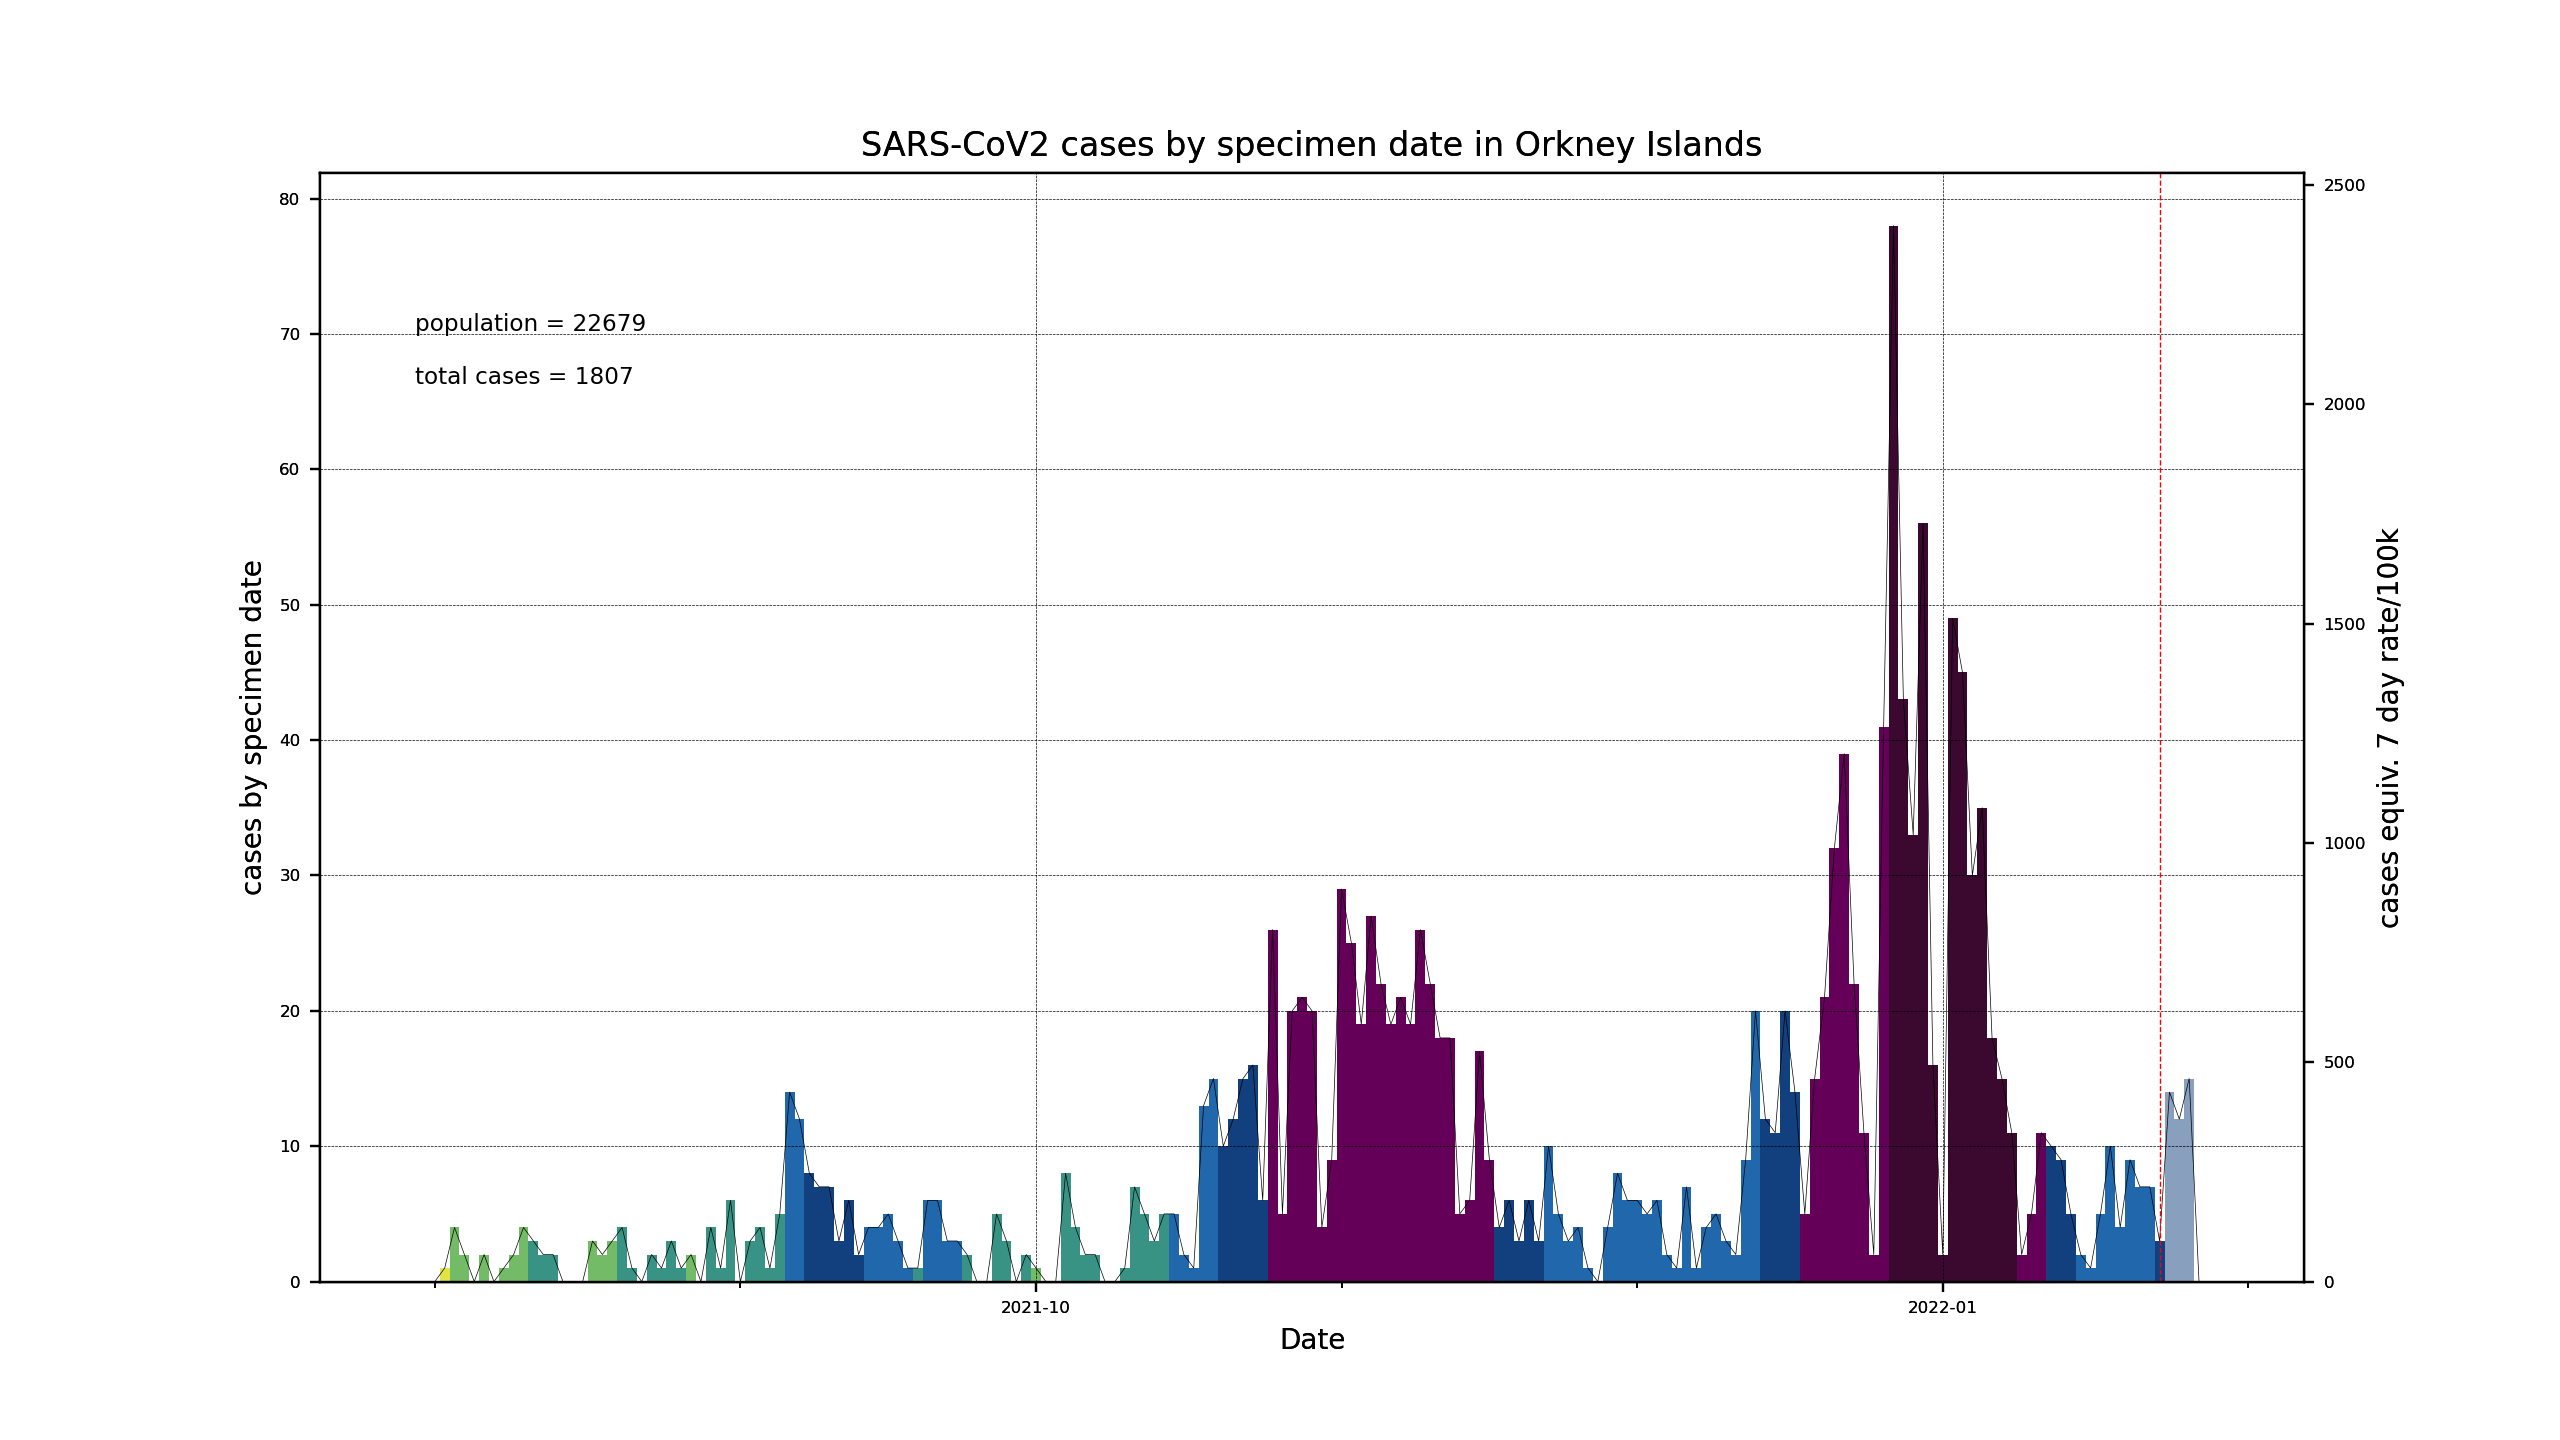 SARS-CoV2 cases by specimen date in Orkney Islands
population = 22679
total cases = 1807
cases by specimen date
80
70
60
50
40
30
20
10
0
2500
2000
1500
1000
500
0
cases equiv. 7 day rate/100k
2021-10
2022-01
Date